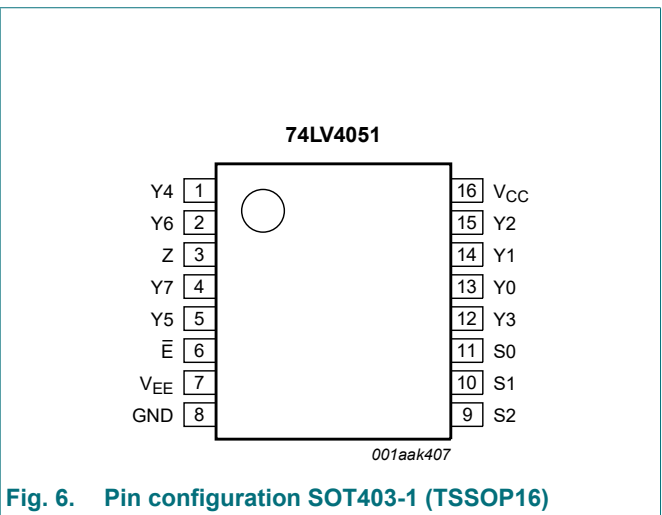 74LV4051
Y4 1 16 VCC
Y6 2 15 Y2
Z 3 14 Y1
Y7 4 13 Y0
Y5 5 12 Y3
E̅ 6 11 S0
VEE 7 10 S1
GND 8 9 S2
001aak407
Fig. 6. Pin configuration SOT403-1 (TSSOP16)